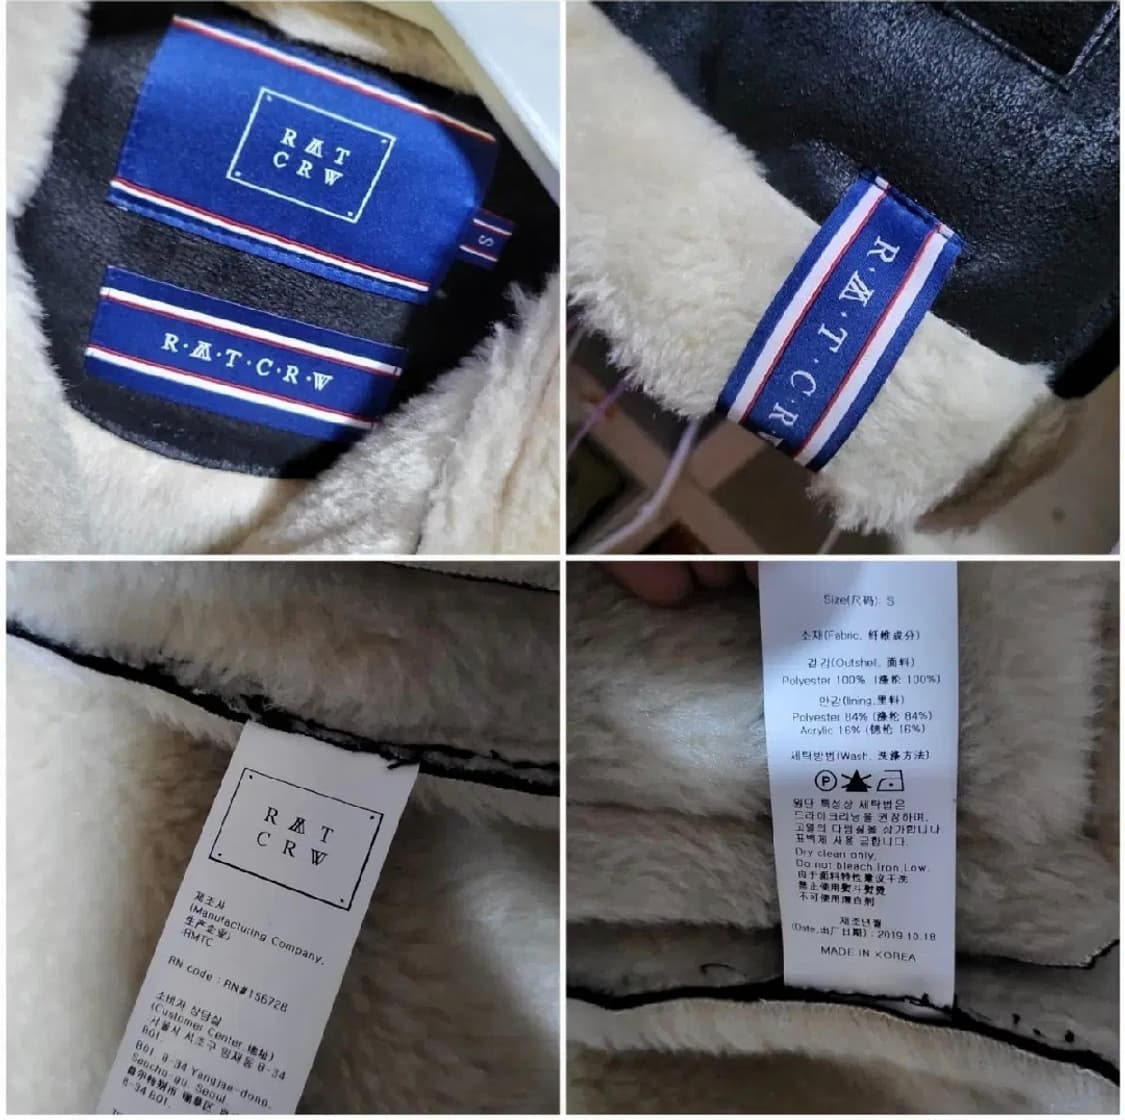 RAT
CRW
S
R·A·T·C·R·W
R·A·T·C·R·W
RAT
CRW
제조사
(Manufacturing Company,
生产企业)
:RMTC
RN code : RN#156728
소비자 상담실
(Customer Center 地址)
:서울시 서초구 양재동 8-34
B01.
B01, 8-34 Yangjae-dong,
Seocho-gu, Seoul.
8-34 B01.
Size(尺码): S
소재(Fabric, 纤维成分)
겉감(Outshel, 面料)
Polyester 100% (涤纶 100%)
안감(lining,里料)
Polyester 84% (涤纶 84%)
Acrylic 16% (腈纶 16%)
세탁방법(Wash, 洗涤方法)
P
원단 특성상 세탁법은
드라이크리닝을 권장하며,
고열의 다림질을 삼가합니다
표백제 사용 금합니다.
Dry clean only,
Do not bleach.Iron Low.
由于面料特性建议干洗
禁止使用熨斗熨烫
不可使用漂白剂
제조년월
(Date,出厂日期) : 2019.10.18
MADE IN KOREA